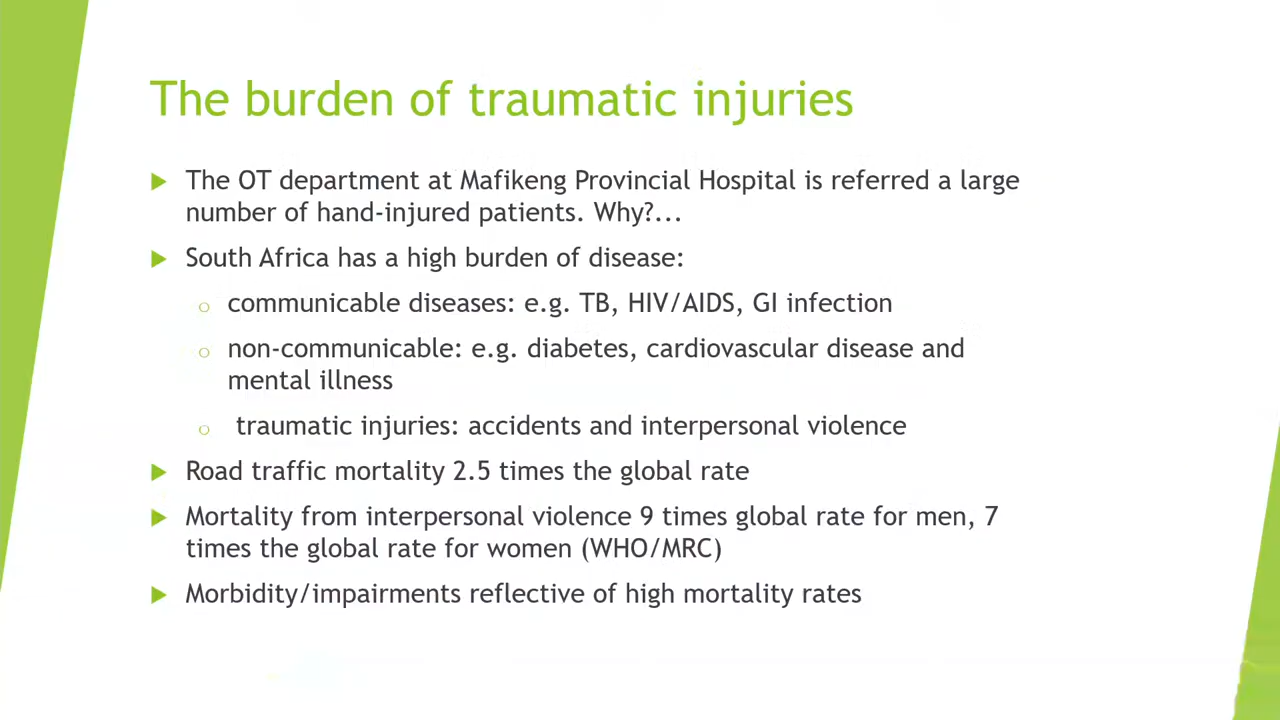 The burden of traumatic injuries
The OT department at Mafikeng Provincial Hospital is referred a large
number of hand-injured patients. Why?...
South Africa has a high burden of disease:
communicable diseases: e.g. TB, HIV/AIDS, GI infection
non-communicable: e.g. diabetes, cardiovascular disease and
mental illness
traumatic injuries: accidents and interpersonal violence
Road traffic mortality 2.5 times the global rate
Mortality from interpersonal violence 9 times global rate for men, 7
times the global rate for women (WHO/MRC)
Morbidity/impairments reflective of high mortality rates